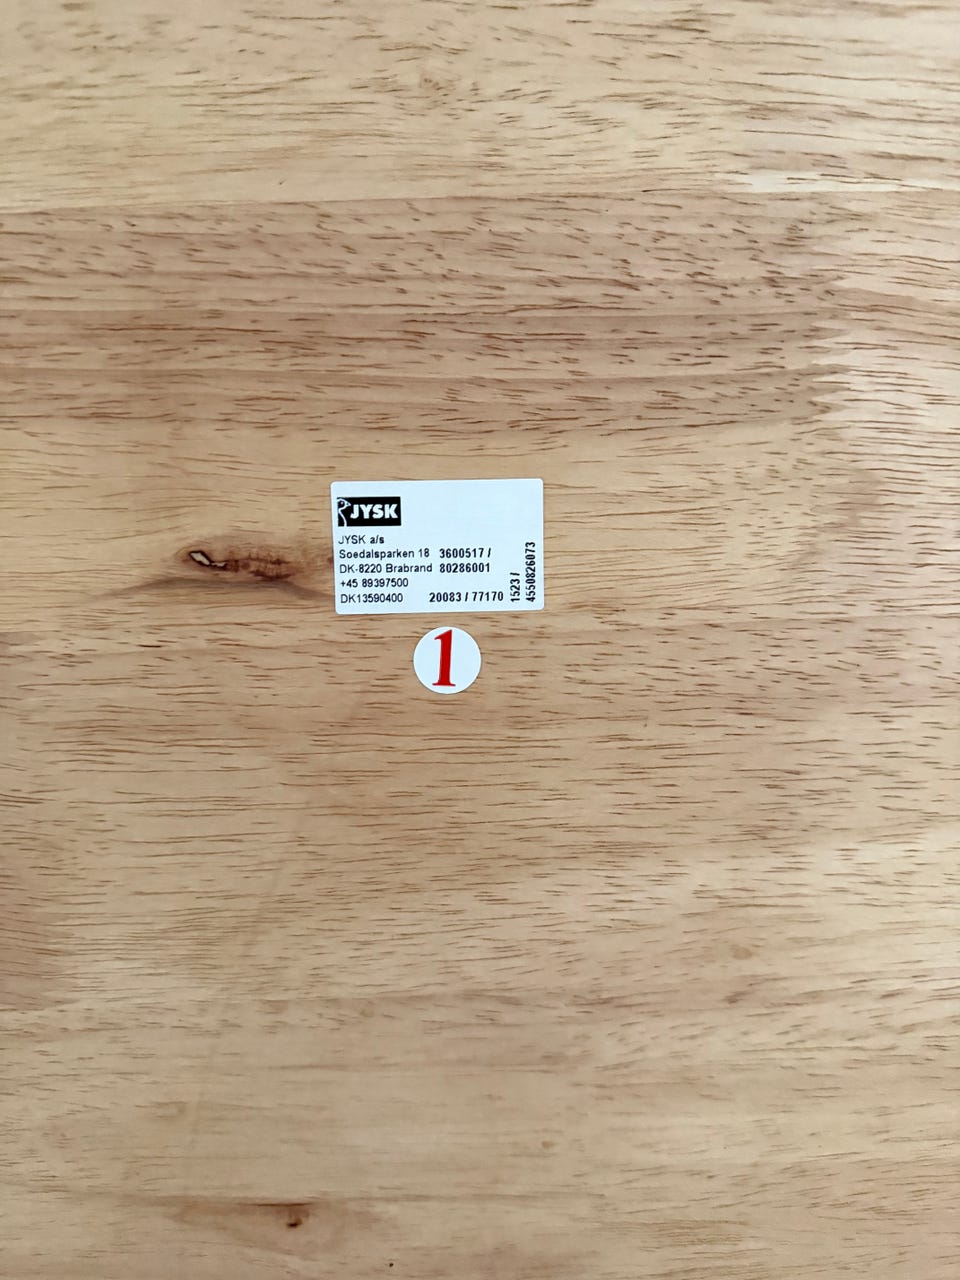 JYSK
JYSK a/s
Soedalsparken 18 3600517 /
DK-8220 Brabrand 80286001
+45 89397500
DK13590400 20083 / 77170
1523 /
4550826073
1